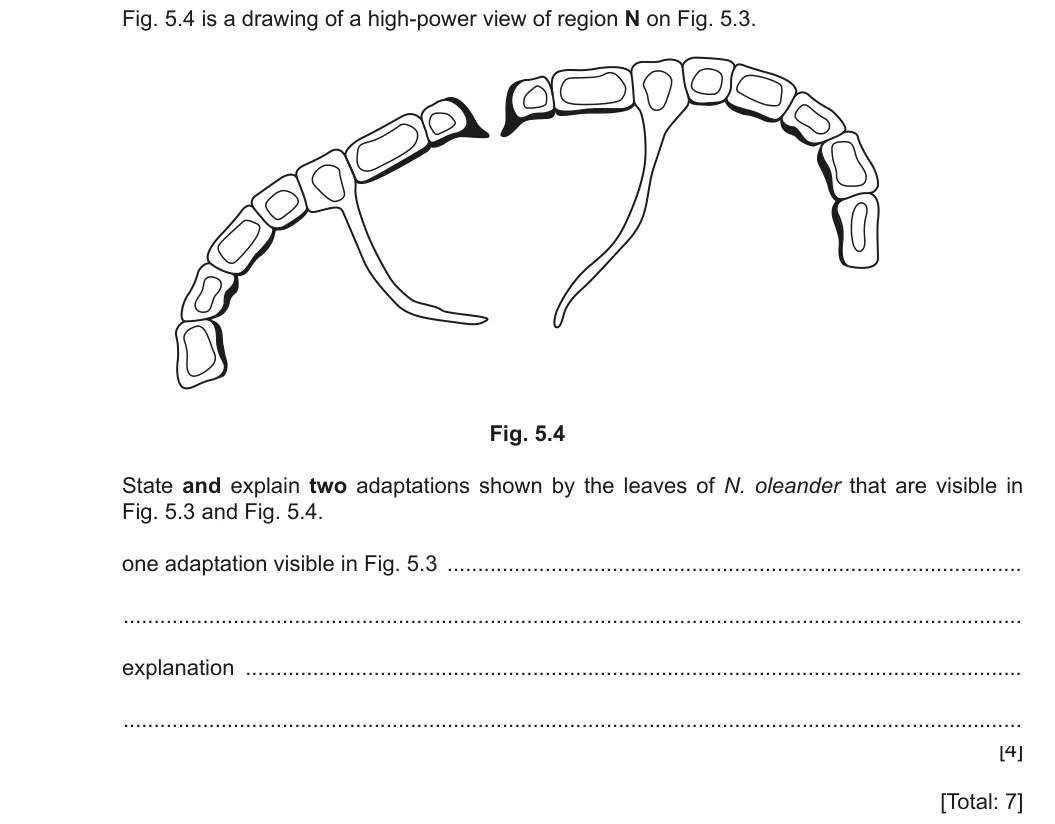 Fig. 5.4 is a drawing of a high-power view of region N on Fig. 5.3.
Fig. 5.4
State and explain two adaptations shown by the leaves of N. oleander that are visible in
Fig. 5.3 and Fig. 5.4.
one adaptation visible in Fig. 5.3 ................................................................................................
......................................................................................................................................................
explanation .................................................................................................................................
......................................................................................................................................................
[4]
[Total: 7]